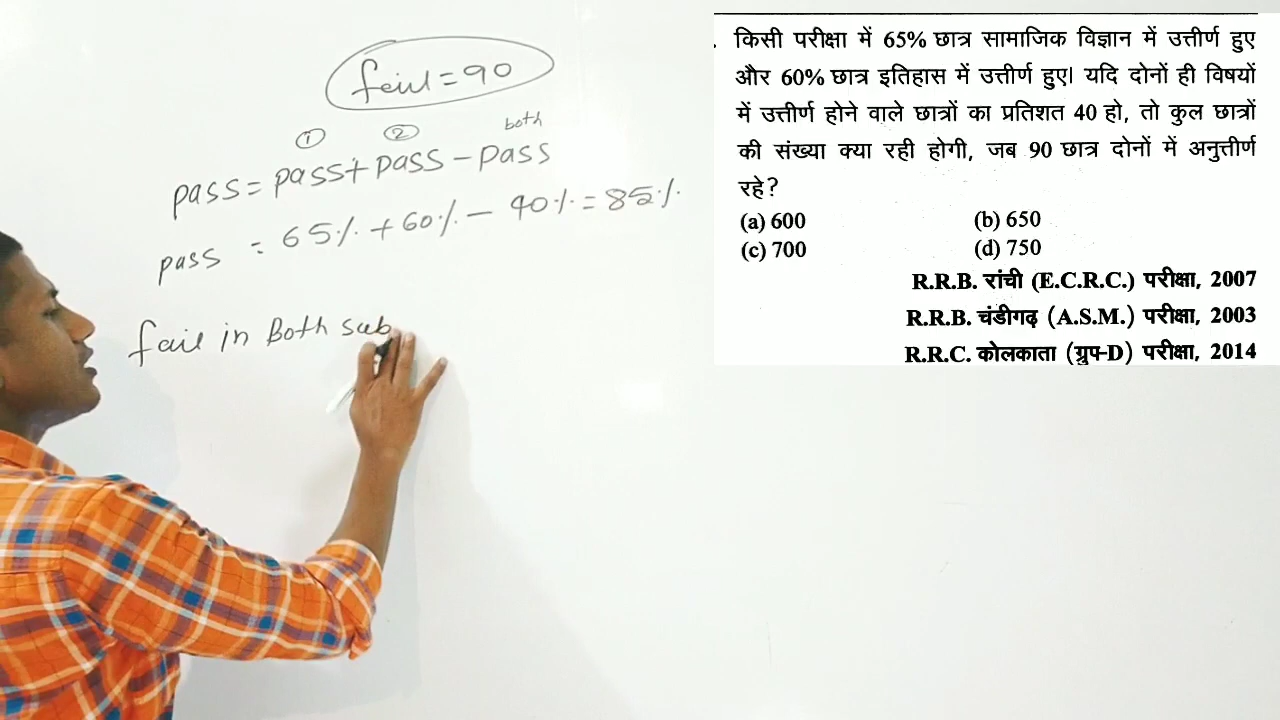 fail = 90
① ② both
pass = pass + pass - pass
pass = 65% + 60% - 40% = 85%
fail in Both sub
किसी परीक्षा में 65% छात्र सामाजिक विज्ञान में उत्तीर्ण हुए
और 60% छात्र इतिहास में उत्तीर्ण हुए। यदि दोनों ही विषयों
में उत्तीर्ण होने वाले छात्रों का प्रतिशत 40 हो, तो कुल छात्रों
की संख्या क्या रही होगी, जब 90 छात्र दोनों में अनुत्तीर्ण
रहे?
(a) 600 (b) 650
(c) 700 (d) 750
R.R.B. रांची (E.C.R.C.) परीक्षा, 2007
R.R.B. चंडीगढ़ (A.S.M.) परीक्षा, 2003
R.R.C. कोलकाता (ग्रुप-D) परीक्षा, 2014